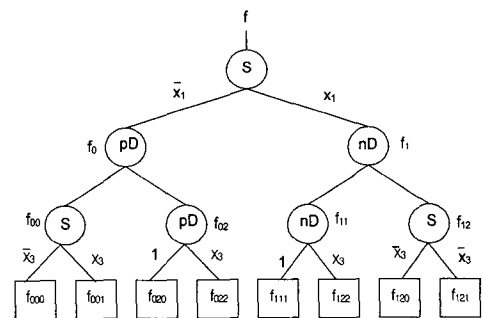 f
S
x̄₁ x₁
f₀ pD nD f₁
f₀₀ S pD f₀₂ nD f₁₁ S f₁₂
x̄₃ x₃ 1 x₃ 1 x₃ x̄₃ x̄₃
f₀₀₀ f₀₀₁ f₀₂₀ f₀₂₂ f₁₁₁ f₁₂₂ f₁₂₀ f₁₂₁